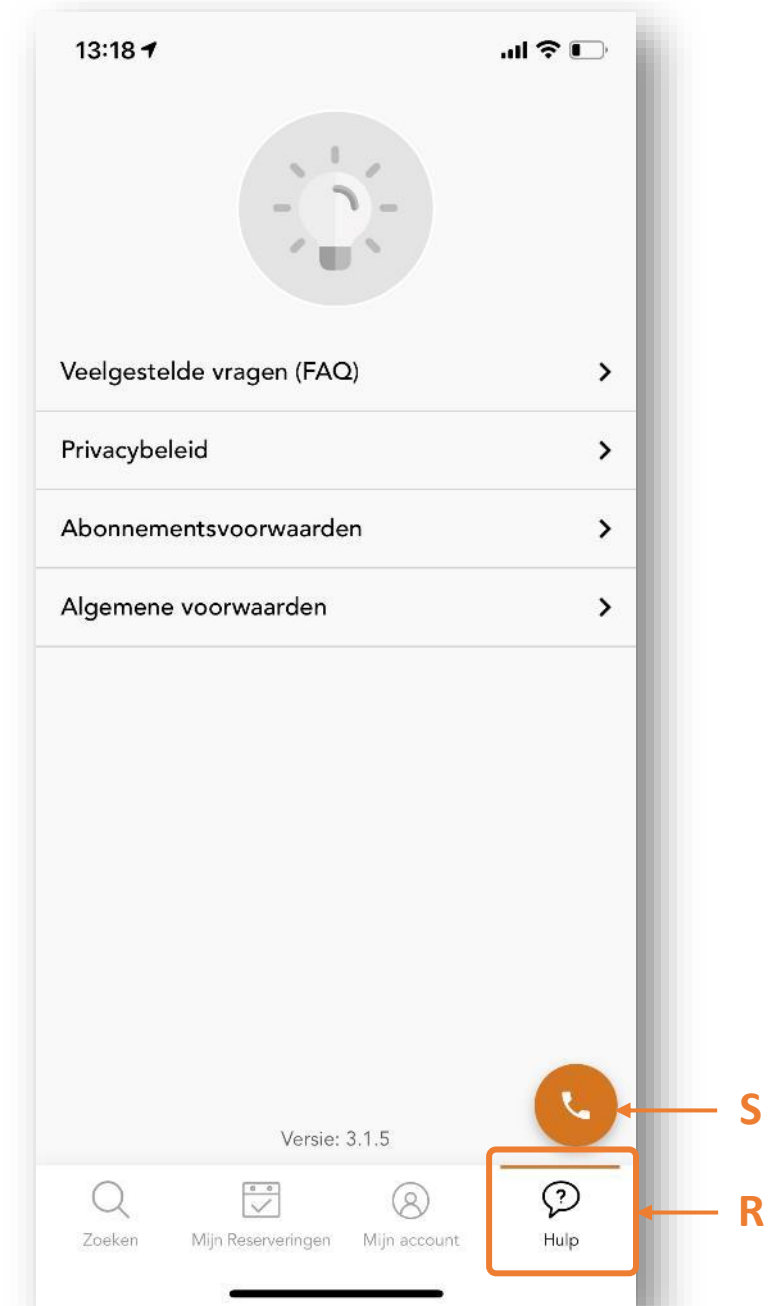 13:18
Veelgestelde vragen (FAQ)
Privacybeleid
Abonnementsvoorwaarden
Algemene voorwaarden
S
Versie: 3.1.5
R
Zoeken Mijn Reserveringen Mijn account Hulp